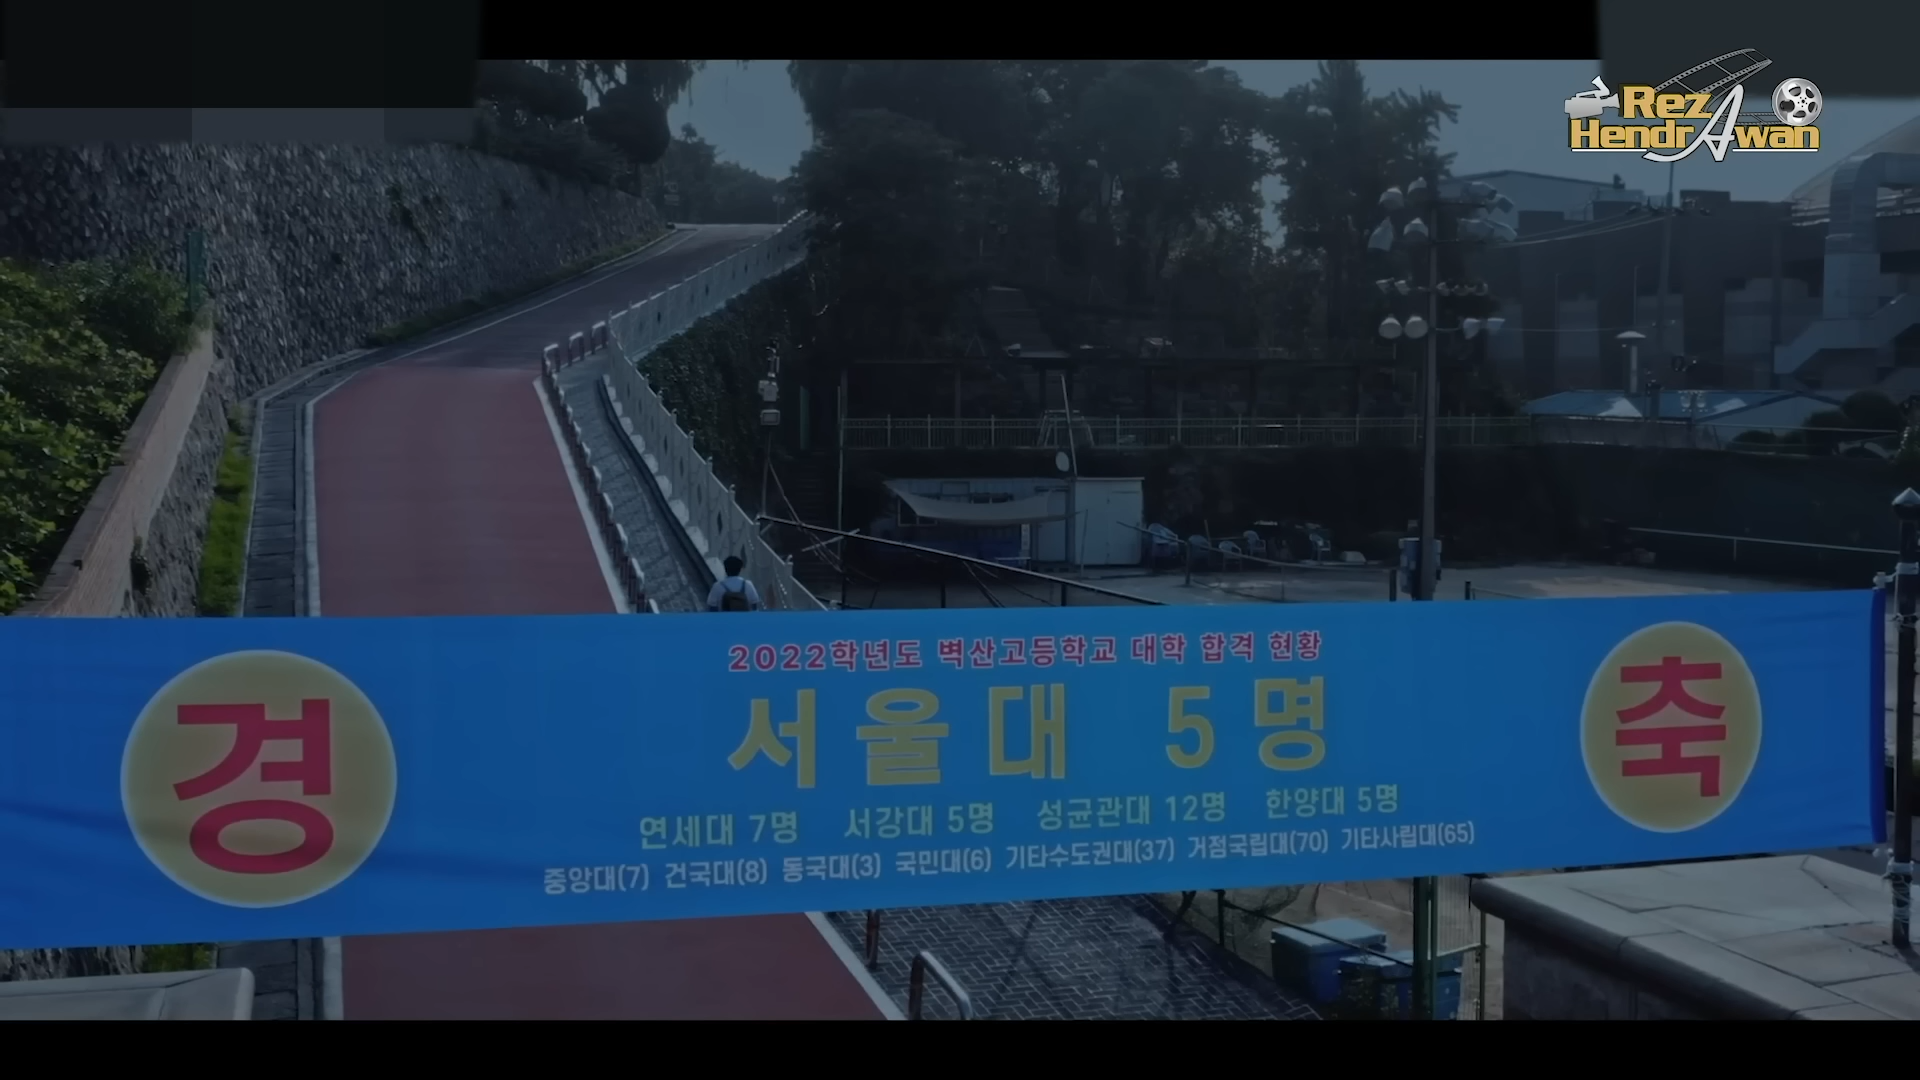 Rez
HendrAwan
경 축
2022학년도 벽산고등학교 대학 합격 현황
서울대 5명
연세대 7명 서강대 5명 성균관대 12명 한양대 5명
중앙대(7) 건국대(8) 동국대(3) 국민대(6) 기타수도권대(37) 거점국립대(70) 기타사립대(65)